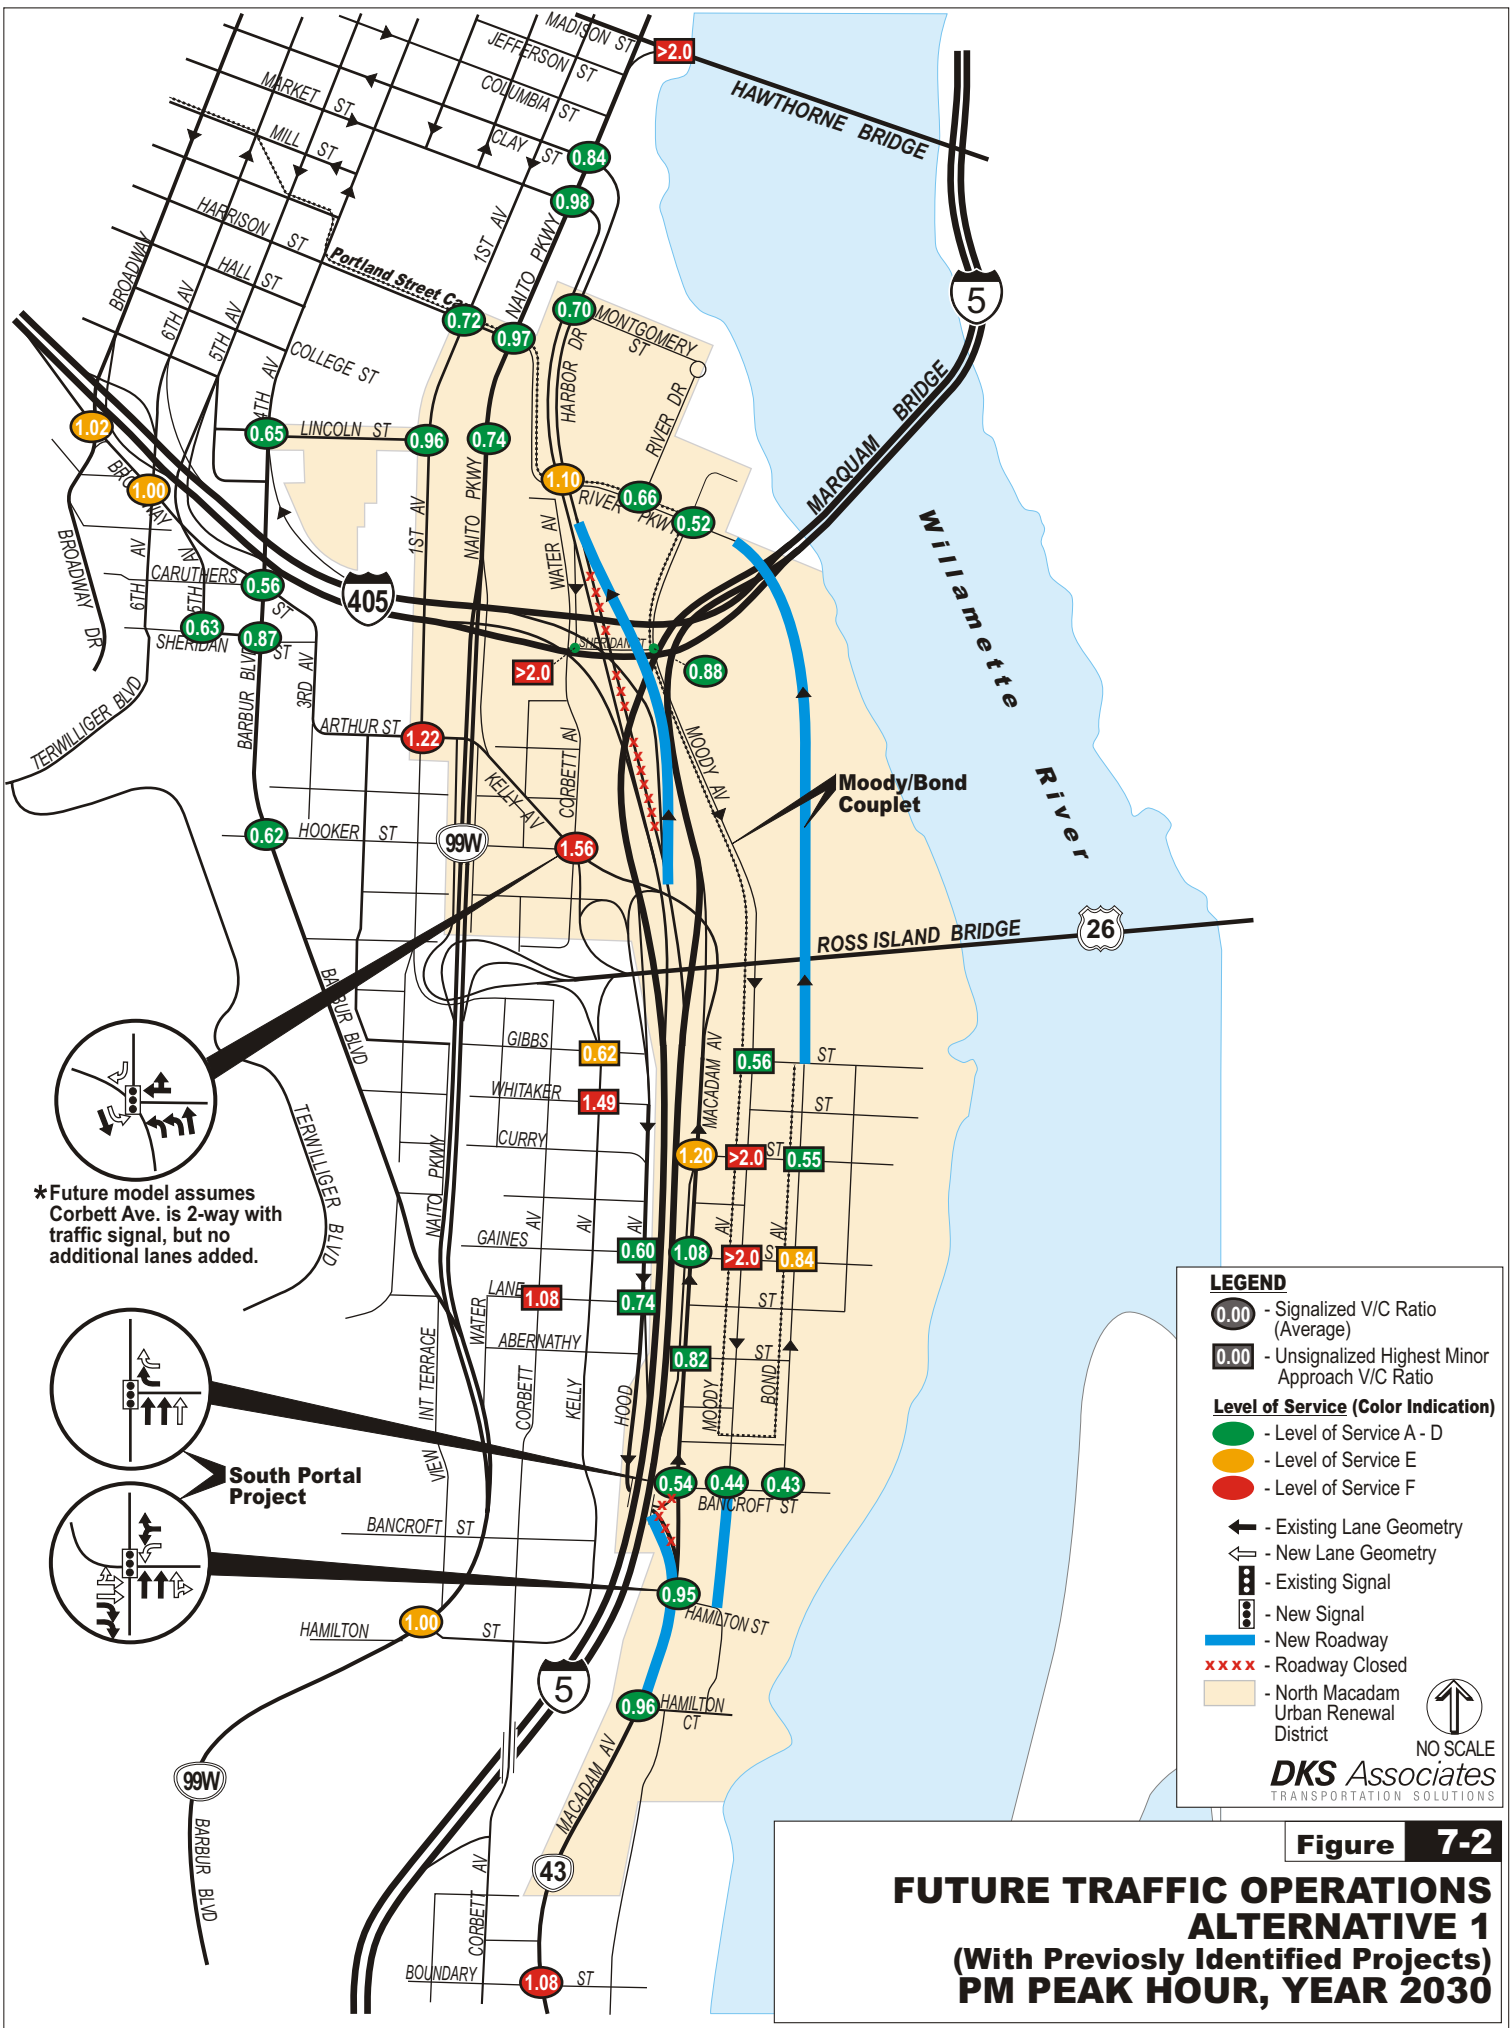 MADISON ST
>2.0
JEFFERSON ST
HAWTHORNE BRIDGE
COLUMBIA ST
MARKET ST
CLAY ST
0.84
MILL ST
0.98
HARRISON ST
1ST AV
NAITO PKWY
BROADWAY
HALL ST
Portland Street Ca
5
6TH AV
5TH AV
0.72
0.97
0.70
MONTGOMERY ST
COLLEGE ST
HARBOR DR
RIVER DR
4TH AV
MARQUAM BRIDGE
1.02
0.65
LINCOLN ST
0.96
0.74
1.10
0.66
0.52
RIVER PKWY
1.00
BROADWAY
1ST AV
NAITO PKWY
WATER AV
Willamette River
BROADWAY DR
6TH AV
5TH AV
CARUTHERS ST
0.56
405
0.63
0.87
SHERIDAN ST
SHERIDAN ST
>2.0
0.88
BARBUR BLVD
3RD AV
TERWILLIGER BLVD
ARTHUR ST
1.22
KELLY AV
CORBETT AV
MOODY AV
Moody/Bond
Couplet
0.62
HOOKER ST
99W
1.56
ROSS ISLAND BRIDGE
26
BARBUR BLVD
GIBBS
0.62
MACADAM AV
0.56
ST
WHITAKER
1.49
ST
TERWILLIGER BLVD
NAITO PKWY
CURRY
1.20
>2.0
ST
0.55
*Future model assumes
Corbett Ave. is 2-way with
traffic signal, but no
additional lanes added.
AV
AV
AV
AV
AV
GAINES
0.60
1.08
>2.0
S
0.84
LANE
1.08
0.74
ST
WATER
ABERNATHY
0.82
ST
VIEW INT TERRACE
CORBETT
KELLY
HOOD
MOODY
BOND
South Portal
Project
0.54
0.44
0.43
BANCROFT ST
BANCROFT ST
0.95
HAMILTON ST
HAMILTON ST
1.00
5
0.96
HAMILTON CT
MACADAM AV
99W
BARBUR BLVD
43
CORBETT AV
BOUNDARY ST
1.08
LEGEND
0.00 - Signalized V/C Ratio
(Average)
0.00 - Unsignalized Highest Minor
Approach V/C Ratio
Level of Service (Color Indication)
- Level of Service A - D
- Level of Service E
- Level of Service F
- Existing Lane Geometry
- New Lane Geometry
- Existing Signal
- New Signal
- New Roadway
xxxx - Roadway Closed
- North Macadam
Urban Renewal
District
NO SCALE
DKS Associates
TRANSPORTATION SOLUTIONS
Figure 7-2
FUTURE TRAFFIC OPERATIONS
ALTERNATIVE 1
(With Previosly Identified Projects)
PM PEAK HOUR, YEAR 2030